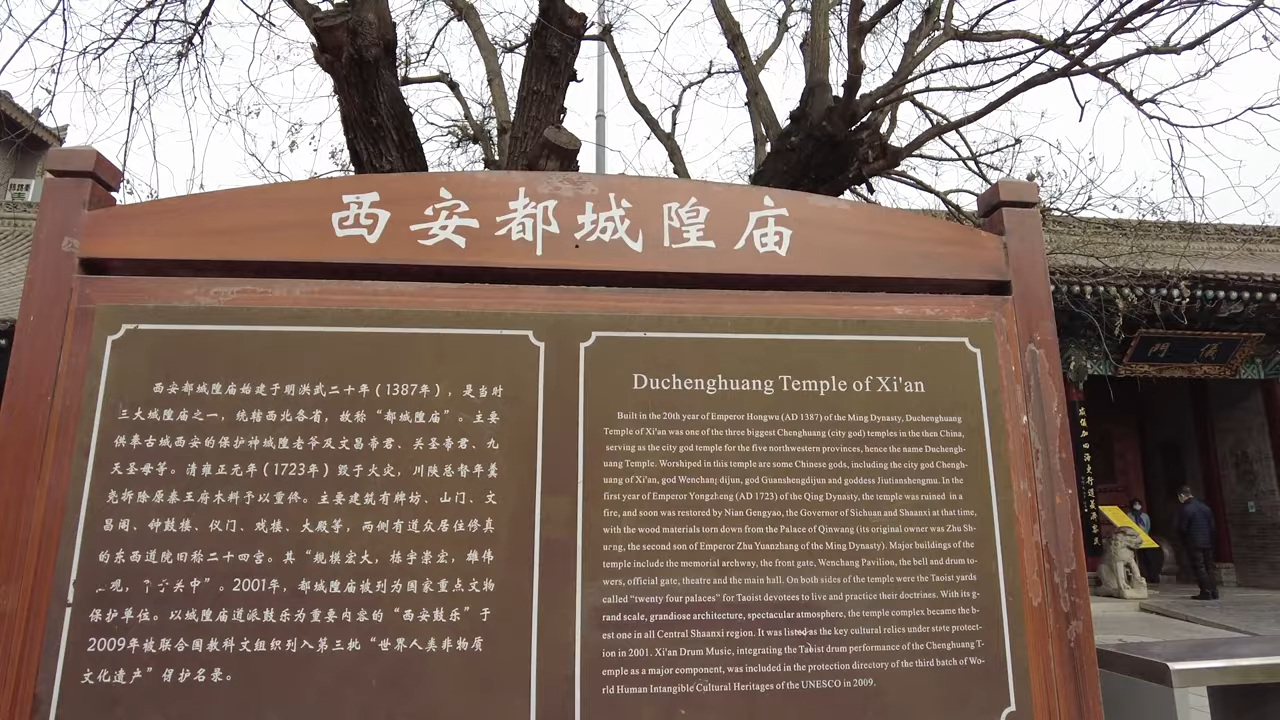 西安都城隍庙
西安都城隍庙始建于明洪武二十年(1387年),是当时
三大城隍庙之一,统辖西北各省,故称“都城隍庙”。主要
供奉古城西安的保护神城隍老爷及文昌帝君、关圣帝君、九
天圣母等。清雍正元年(1723年)毁于火灾,川陕总督年羹
尧拆除原秦王府木料予以重修。主要建筑有牌坊、山门、文
昌阁、钟鼓楼、仪门、戏楼、大殿等,两侧有道众居住修真
的东西道院旧称二十四宫。其“规模宏大,栋宇崇宏,雄伟
观,关中”。2001年,都城隍庙被列为国家重点文物
保护单位。以城隍庙道派鼓乐为重要内容的“西安鼓乐”于
2009年被联合国教科文组织列入第三批“世界人类非物质
文化遗产”保护名录。
Duchenghuang Temple of Xi'an
Built in the 20th year of Emperor Hongwu (AD 1387) of the Ming Dynasty, Duchenghuang
Temple of Xi'an was one of the three biggest Chenghuang (city god) temples in the then China,
serving as the city god temple for the five northwestern provinces, hence the name Duchengh-
uang Temple. Worshiped in this temple are some Chinese gods, including the city god Chengh-
uang of Xi'an, god Wenchang dijun, god Guanshengdijun and goddess Jiutianshengmu. In the
first year of Emperor Yongzheng (AD 1723) of the Qing Dynasty, the temple was ruined in a
fire, and soon was restored by Nian Gengyao, the Governor of Sichuan and Shaanxi at that time,
with the wood materials torn down from the Palace of Qinwang (its original owner was Zhu Sh-
uang, the second son of Emperor Zhu Yuanzhang of the Ming Dynasty). Major buildings of the
temple include the memorial archway, the front gate, Wenchang Pavilion, the bell and drum to-
wers, official gate, theatre and the main hall. On both sides of the temple were the Taoist yards
called "twenty four palaces" for Taoist devotees to live and practice their doctrines. With its g-
rand scale, grandiose architecture, spectacular atmosphere, the temple complex became the b-
est one in all Central Shaanxi region. It was listed as the key cultural relics under state protect-
ion in 2001. Xi'an Drum Music, integrating the Taoist drum performance of the Chenghuang T-
emple as a major component, was included in the protection directory of the third batch of Wo-
rld Human Intangible Cultural Heritages of the UNESCO in 2009.
門儀